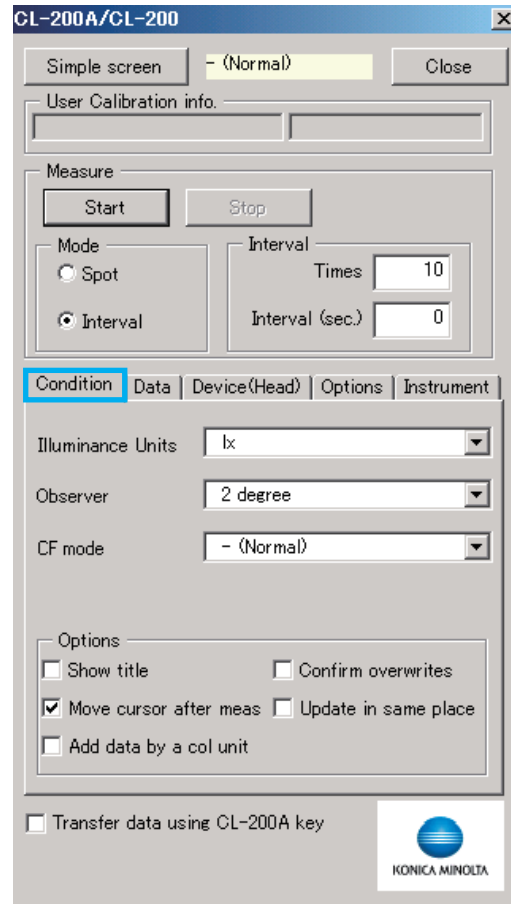 CL-200A/CL-200
Simple screen - (Normal) Close
User Calibration info.
Measure
Start Stop
Mode Interval
Spot Times 10
Interval Interval (sec.) 0
Condition Data Device(Head) Options Instrument
Illuminance Units lx
Observer 2 degree
CF mode - (Normal)
Options
Show title Confirm overwrites
Move cursor after meas Update in same place
Add data by a col unit
Transfer data using CL-200A key
KONICA MINOLTA